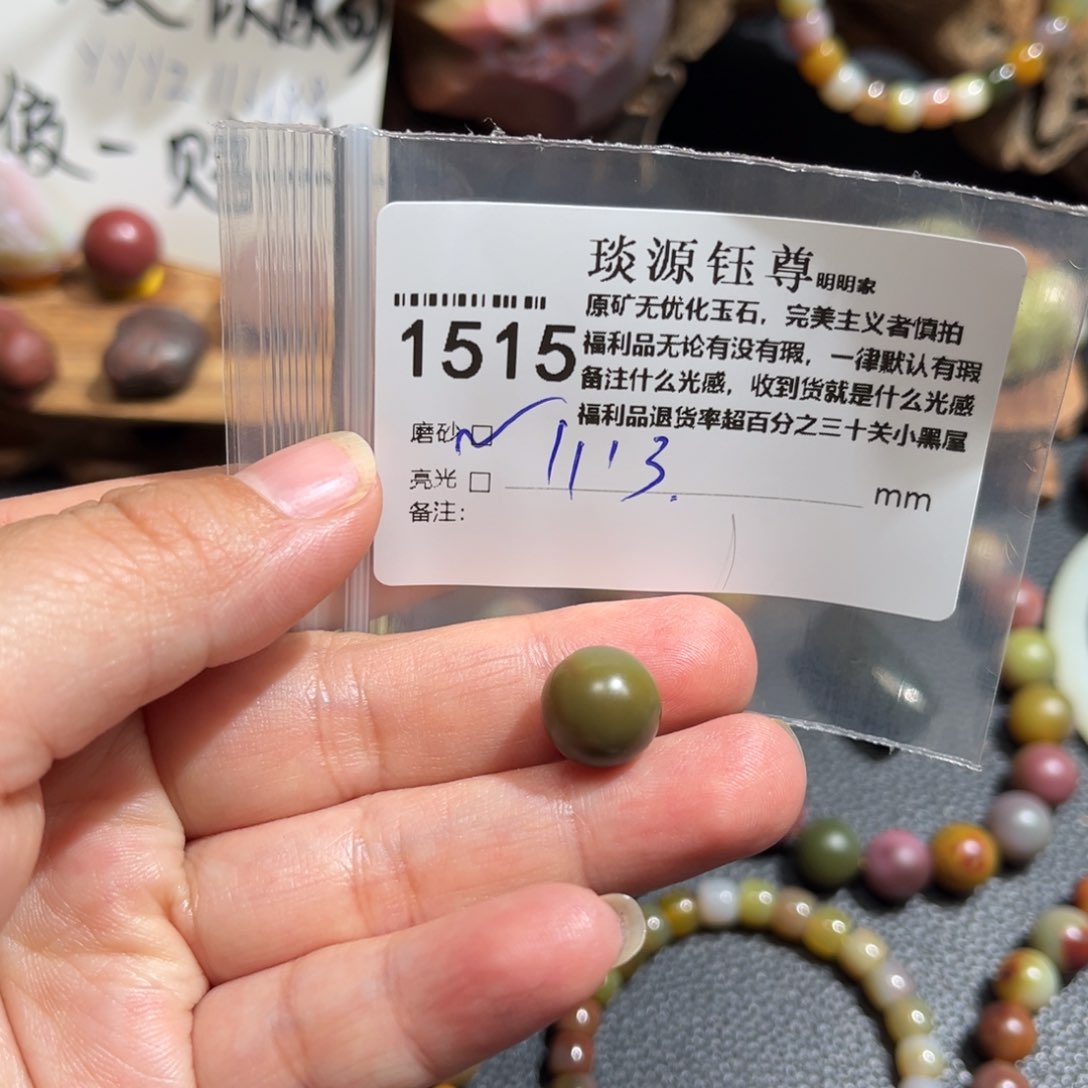 假一赔
琰源钰尊明明家
原矿无优化玉石，完美主义者慎拍
1515
福利品无论有没有瑕，一律默认有瑕
备注什么光感，收到货就是什么光感
福利品退货率超百分之三十关小黑屋
磨砂
11.3
亮光
mm
备注：